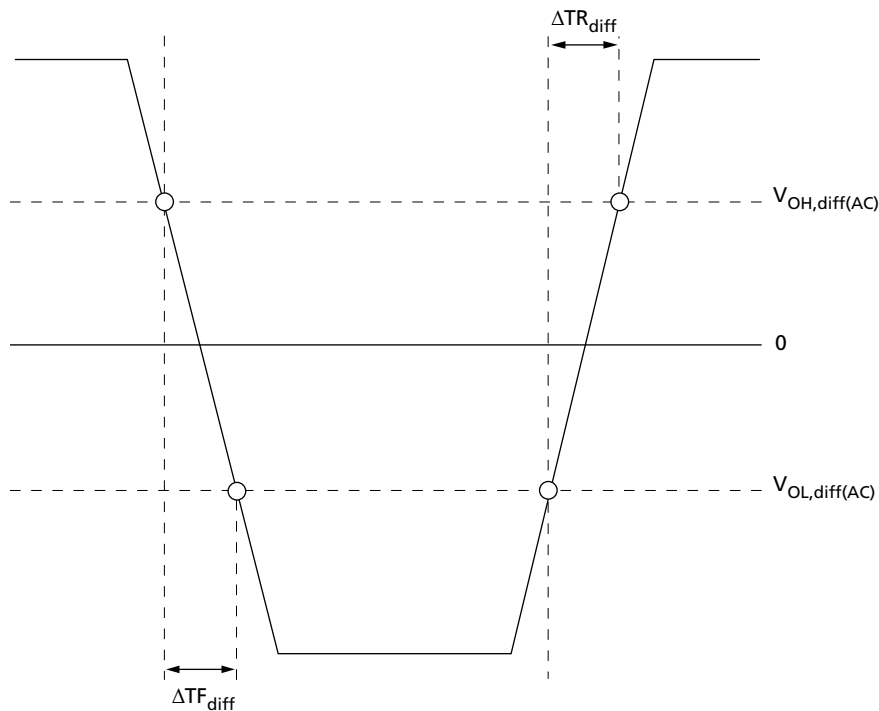 ΔTR_diff
V_OH,diff(AC)
0
V_OL,diff(AC)
ΔTF_diff